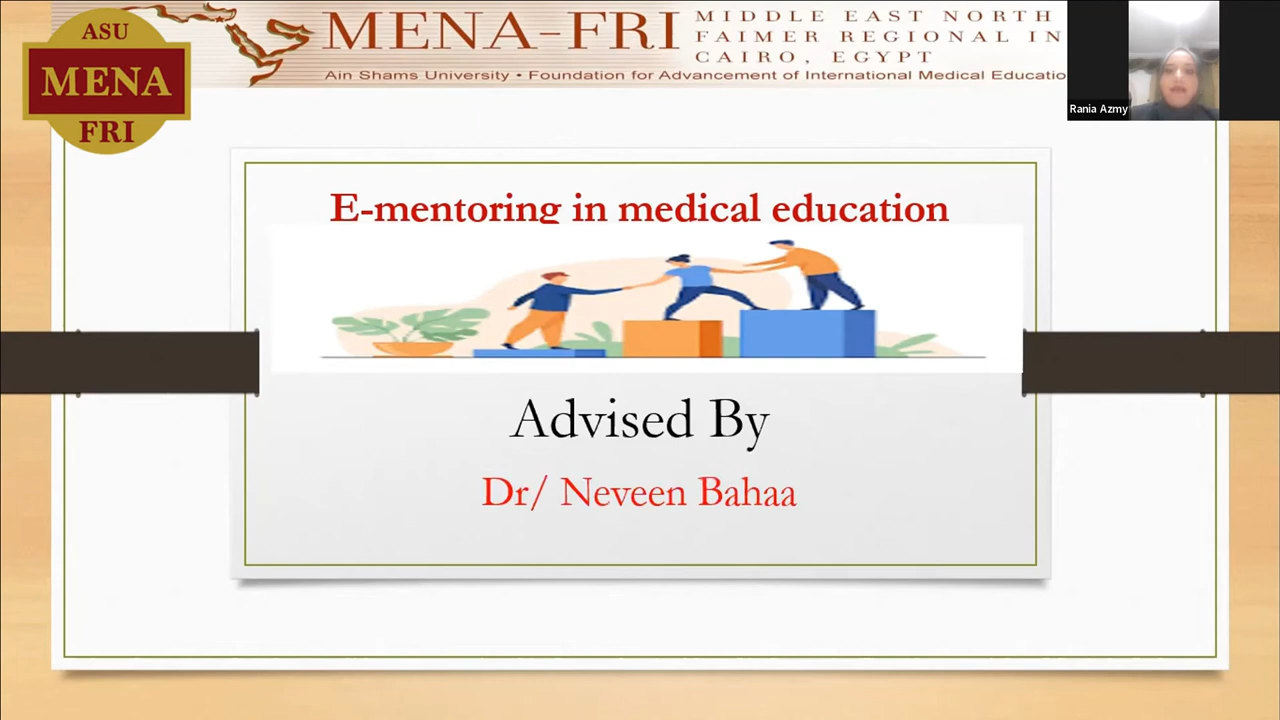 ASU
MENA
FRI
MENA-FRI
MIDDLE EAST NORTH
FAIMER REGIONAL IN
CAIRO, EGYPT
Ain Shams University • Foundation for Advancement of International Medical Educatio
Rania Azmy
E-mentoring in medical education
Advised By
Dr/ Neveen Bahaa